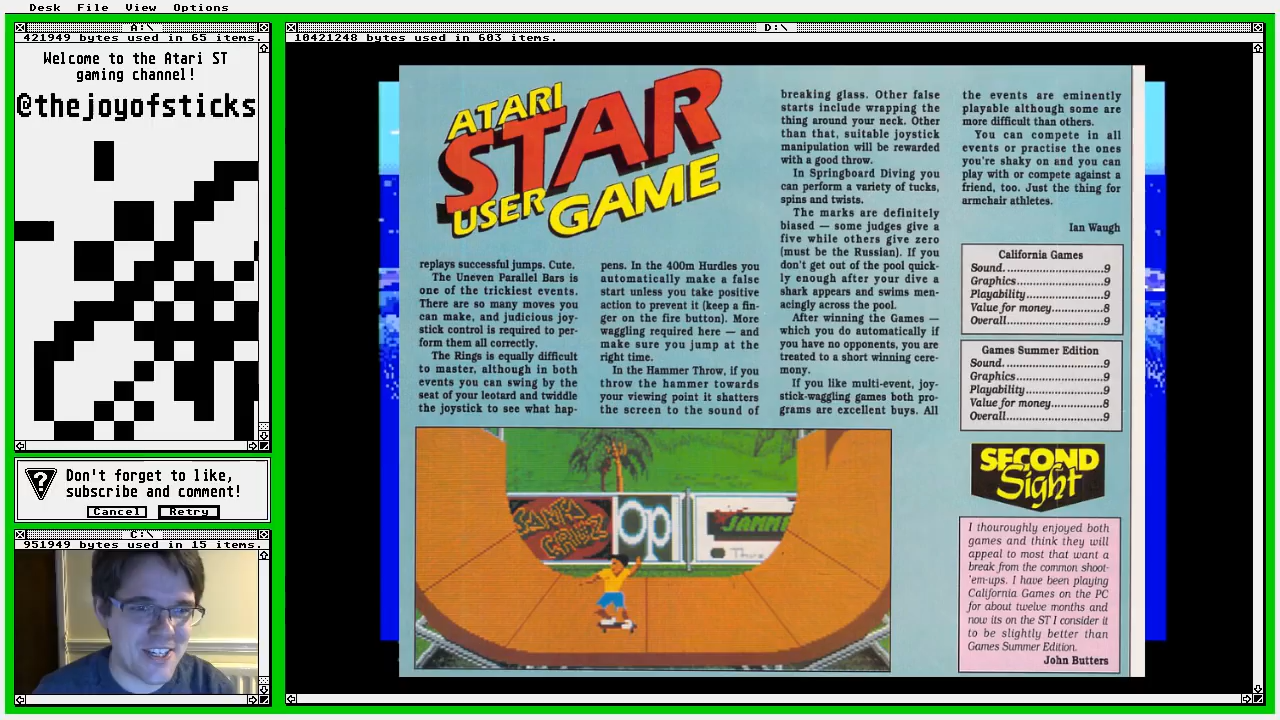 Desk File View Options
A:\
421949 bytes used in 65 items.
Welcome to the Atari ST
gaming channel!
@thejoyofsticks
Don't forget to like,
subscribe and comment!
Cancel Retry
C:\
951949 bytes used in 15 items.
D:\
10421248 bytes used in 603 items.
ATARI
STAR
USER GAME
replays successful jumps. Cute.
The Uneven Parallel Bars is
one of the trickiest events.
There are so many moves you
can make, and judicious joy-
stick control is required to per-
form them all correctly.
The Rings is equally difficult
to master, although in both
events you can swing by the
seat of your leotard and twiddle
the joystick to see what hap-
pens. In the 400m Hurdles you
automatically make a false
start unless you take positive
action to prevent it (keep a fin-
ger on the fire button). More
waggling required here — and
make sure you jump at the
right time.
In the Hammer Throw, if you
throw the hammer towards
your viewing point it shatters
the screen to the sound of
breaking glass. Other false
starts include wrapping the
thing around your neck. Other
than that, suitable joystick
manipulation will be rewarded
with a good throw.
In Springboard Diving you
can perform a variety of tucks,
spins and twists.
The marks are definitely
biased — some judges give a
five while others give zero
(must be the Russian). If you
don't get out of the pool quick-
ly enough after your dive a
shark appears and swims men-
acingly across the pool.
After winning the Games —
which you do automatically if
you have no opponents, you are
treated to a short winning cere-
mony.
If you like multi-event, joy-
stick-waggling games both pro-
grams are excellent buys. All
the events are eminently
playable although some are
more difficult than others.
You can compete in all
events or practise the ones
you're shaky on and you can
play with or compete against a
friend, too. Just the thing for
armchair athletes.
Ian Waugh
California Games
Sound..............................9
Graphics..........................9
Playability.......................9
Value for money..............8
Overall............................9
Games Summer Edition
Sound..............................9
Graphics..........................9
Playability.......................9
Value for money..............8
Overall............................9
SECOND
Sight
I thouroughly enjoyed both
games and think they will
appeal to most that want a
break from the common shoot-
'em-ups. I have been playing
California Games on the PC
for about twelve months and
now its on the ST I consider it
to be slightly better than
Games Summer Edition.
John Butters